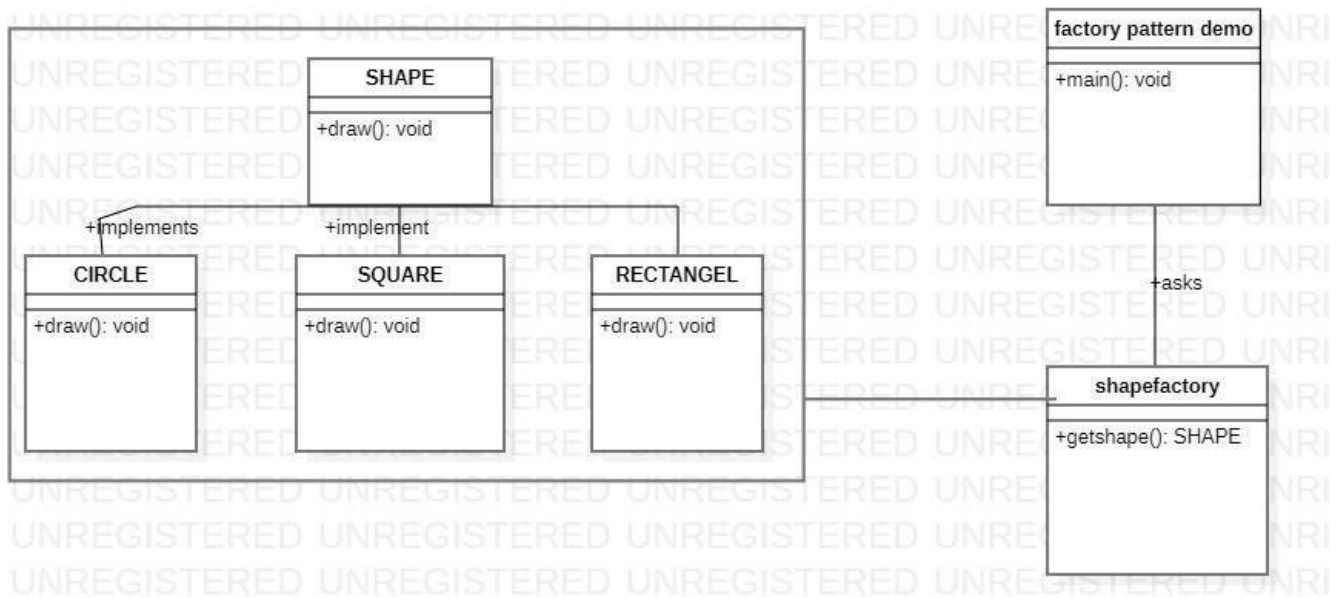 UNREGISTERED
factory pattern demo
+main(): void
SHAPE
+draw(): void
+implements
+implement
CIRCLE
+draw(): void
SQUARE
+draw(): void
RECTANGEL
+draw(): void
+asks
shapefactory
+getshape(): SHAPE